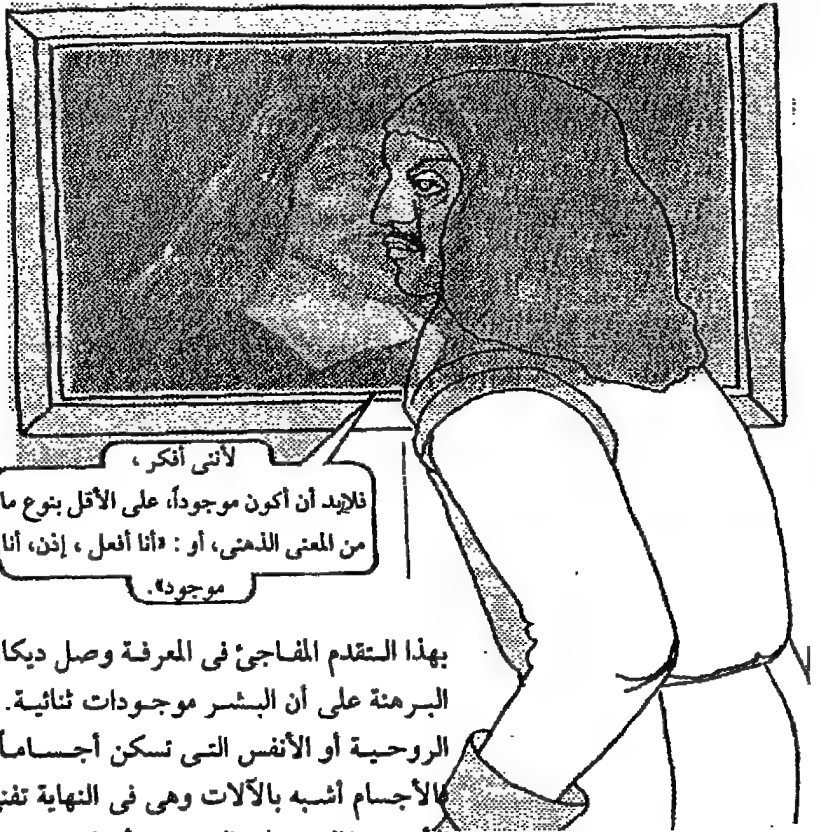 لأننى أفكر ،
فلابد أن أكون موجوداً، على الأقل بنوع ما
من المعنى الذهنى، أو : «أنا أفعل ، إذن، أنا
موجود».
بهذا التقدم المفاجئ فى المعرفة وصل ديكا
البرهنة على أن البشر موجودات ثنائية.
الروحية أو الأنفس التى تسكن أجساماً
فالأجسام أشبه بالآلات وهى فى النهاية تفنى